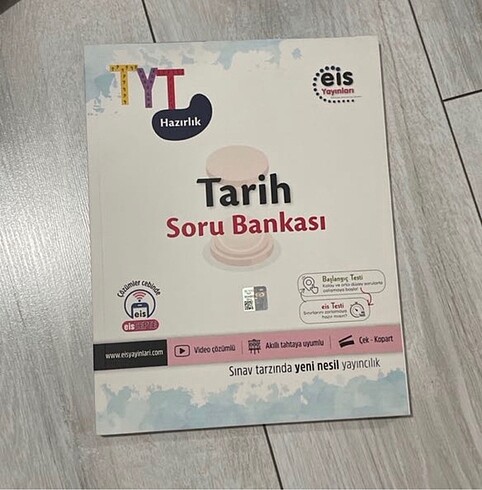 TYT
Hazırlık
eis
Yayınları
Tarih
Soru Bankası
Çözümler cebinde
eis
eis
Başlangıç Testi
eis Testi
www.eisyayinlari.com
Video çözümlü
Akıllı tahtaya uyumlu
Çek - Kopart
Sınav tarzında yeni nesil yayıncılık